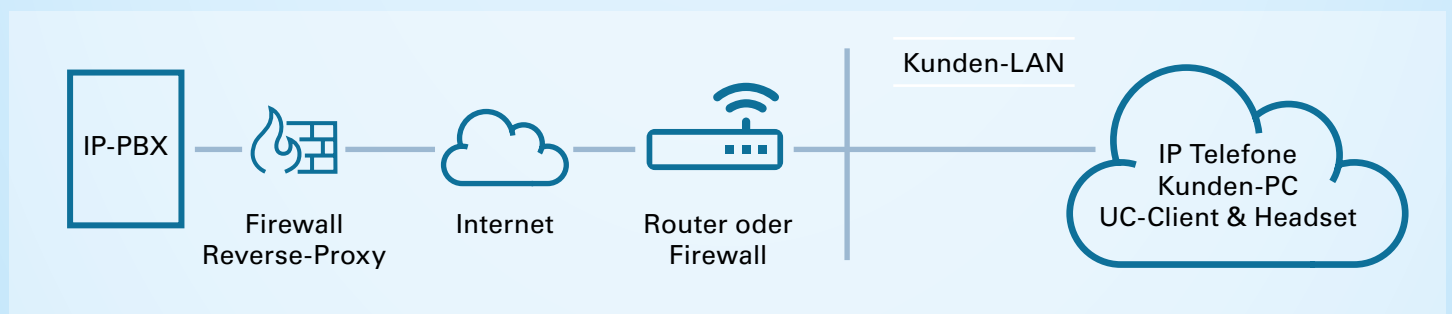 Kunden-LAN
IP-PBX
Firewall
Reverse-Proxy
Internet
Router oder
Firewall
IP Telefone
Kunden-PC
UC-Client & Headset